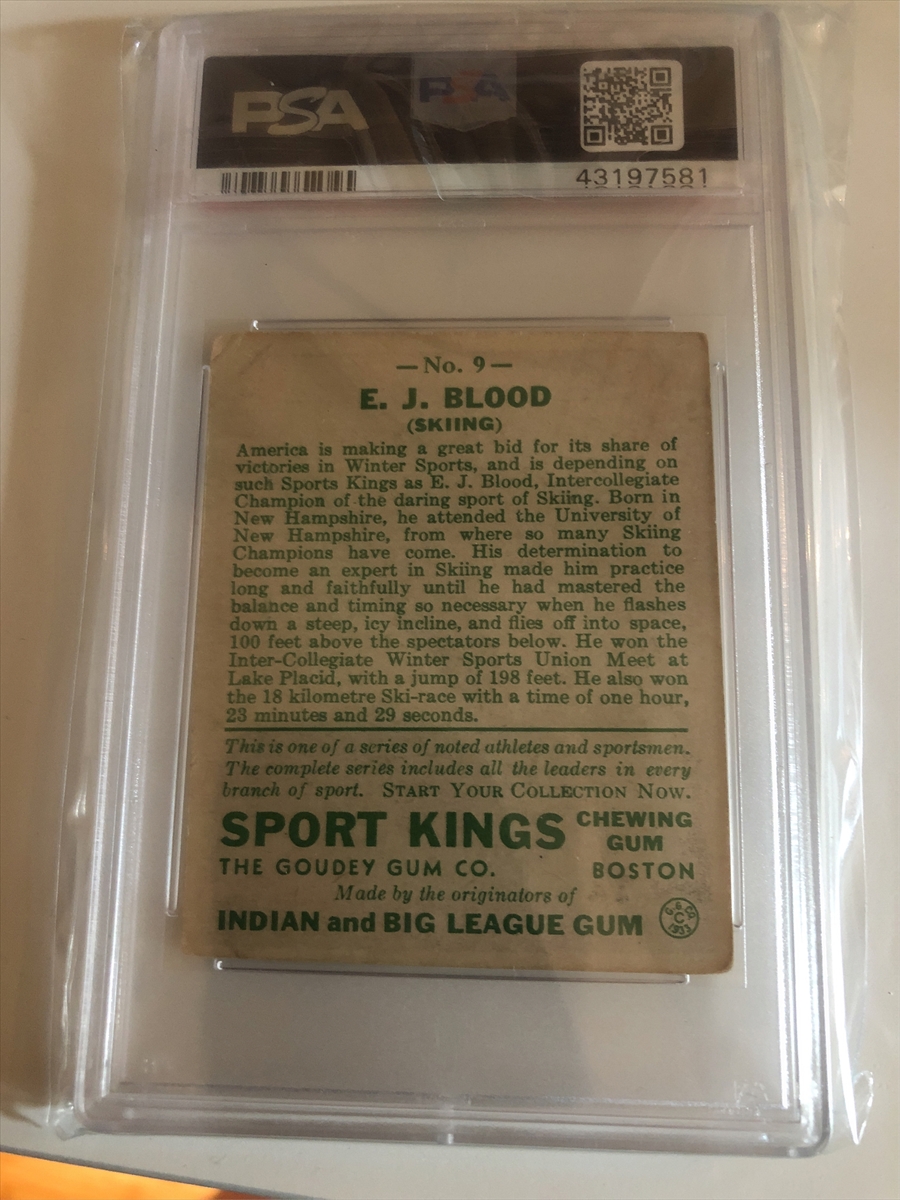 PSA
PSA
43197581
— No. 9 —
E. J. BLOOD
(SKIING)
America is making a great bid for its share of
victories in Winter Sports, and is depending on
such Sports Kings as E. J. Blood, Intercollegiate
Champion of the daring sport of Skiing. Born in
New Hampshire, he attended the University of
New Hampshire, from where so many Skiing
Champions have come. His determination to
become an expert in Skiing made him practice
long and faithfully until he had mastered the
balance and timing so necessary when he flashes
down a steep, icy incline, and flies off into space,
100 feet above the spectators below. He won the
Inter-Collegiate Winter Sports Union Meet at
Lake Placid, with a jump of 198 feet. He also won
the 18 kilometre Ski-race with a time of one hour,
23 minutes and 29 seconds.
This is one of a series of noted athletes and sportsmen.
The complete series includes all the leaders in every
branch of sport. START YOUR COLLECTION NOW.
SPORT KINGS CHEWING GUM
THE GOUDEY GUM CO. BOSTON
Made by the originators of
INDIAN and BIG LEAGUE GUM
G. G. Co.
C
1933